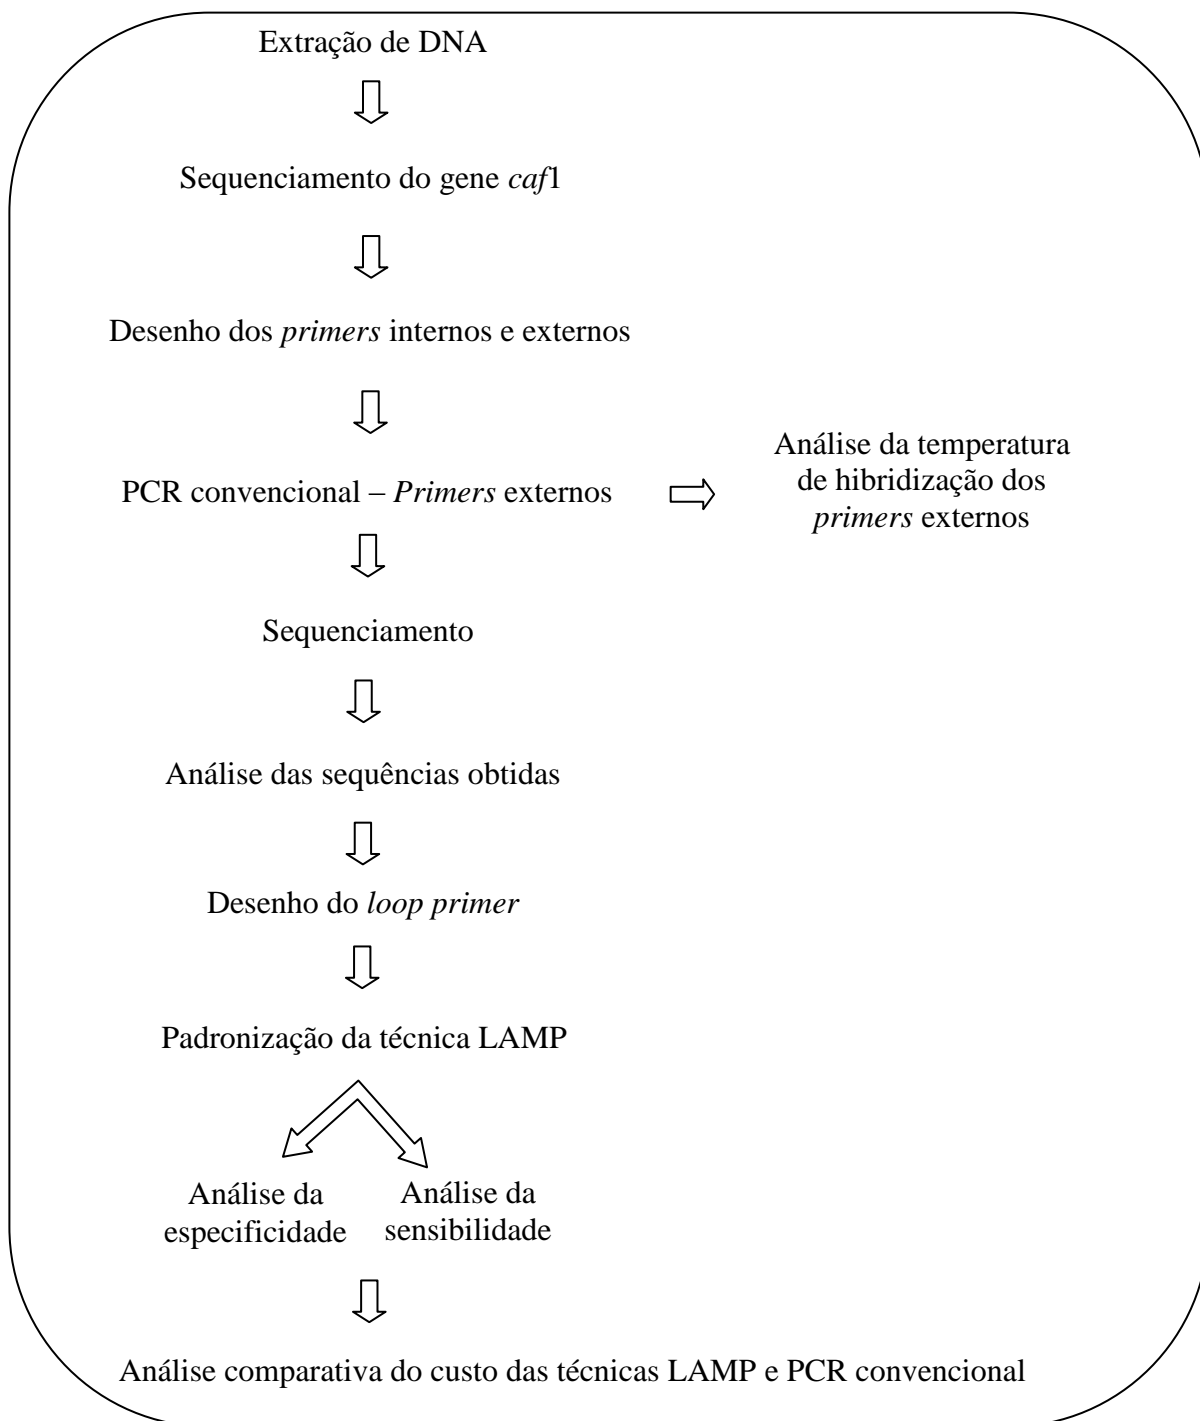 Extração de DNA
Sequenciamento do gene caf1
Desenho dos primers internos e externos
PCR convencional – Primers externos
Análise da temperatura
de hibridização dos
primers externos
Sequenciamento
Análise das sequências obtidas
Desenho do loop primer
Padronização da técnica LAMP
Análise da
especificidade
Análise da
sensibilidade
Análise comparativa do custo das técnicas LAMP e PCR convencional